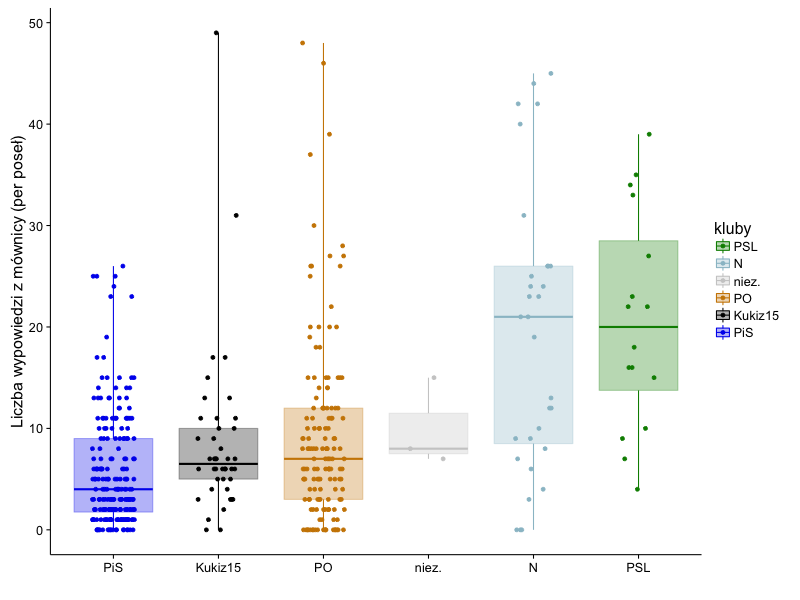 Liczba wypowiedzi z mównicy (per poseł)
50
40
30
20
10
0
PiS
Kukiz15
PO
niez.
N
PSL
kluby
PSL
N
niez.
PO
Kukiz15
PiS